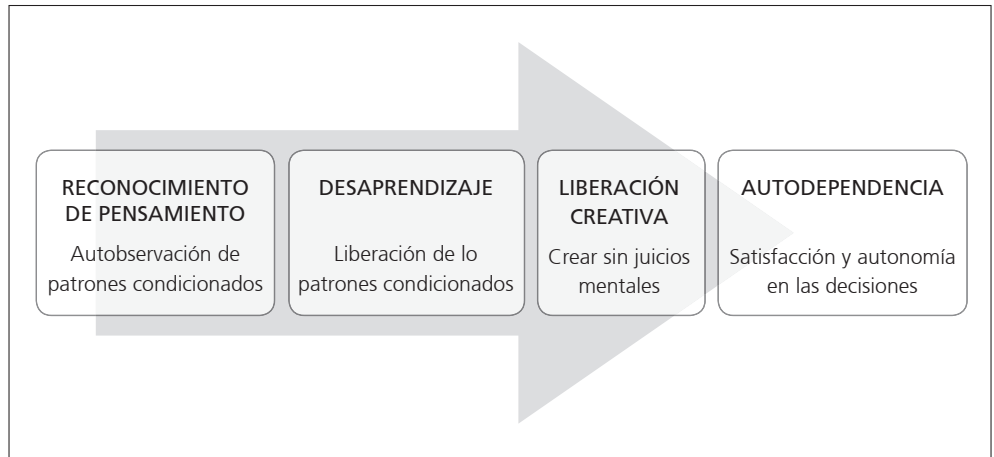 RECONOCIMIENTO
DE PENSAMIENTO
Autobservación de
patrones condicionados
DESAPRENDIZAJE
Liberación de lo
patrones condicionados
LIBERACIÓN
CREATIVA
Crear sin juicios
mentales
AUTODEPENDENCIA
Satisfacción y autonomía
en las decisiones